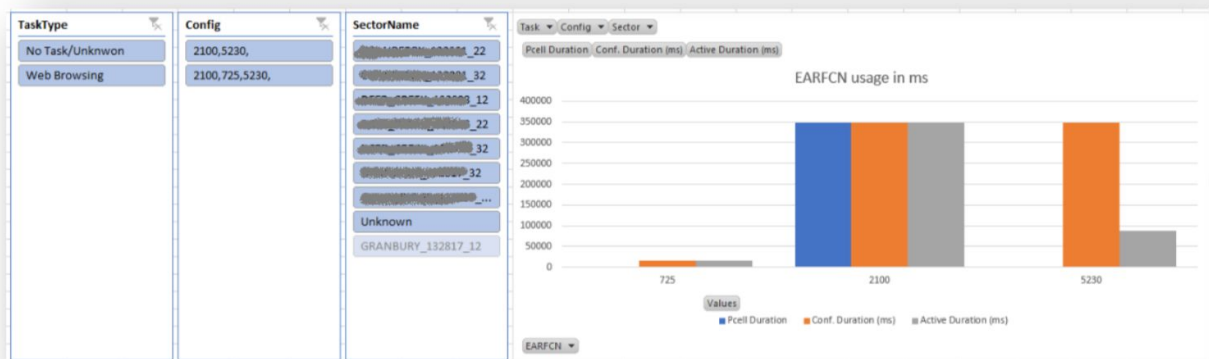 TaskType
No Task/Unknwon
Web Browsing
Config
2100,5230,
2100,725,5230,
SectorName
_22
_32
_12
_22
_32
_32
_...
Unknown
GRANBURY_132817_12
Task Config Sector
Pcell Duration Conf. Duration (ms) Active Duration (ms)
EARFCN usage in ms
400000
350000
300000
250000
200000
150000
100000
50000
0
725 2100 5230
Values
Pcell Duration Conf. Duration (ms) Active Duration (ms)
EARFCN